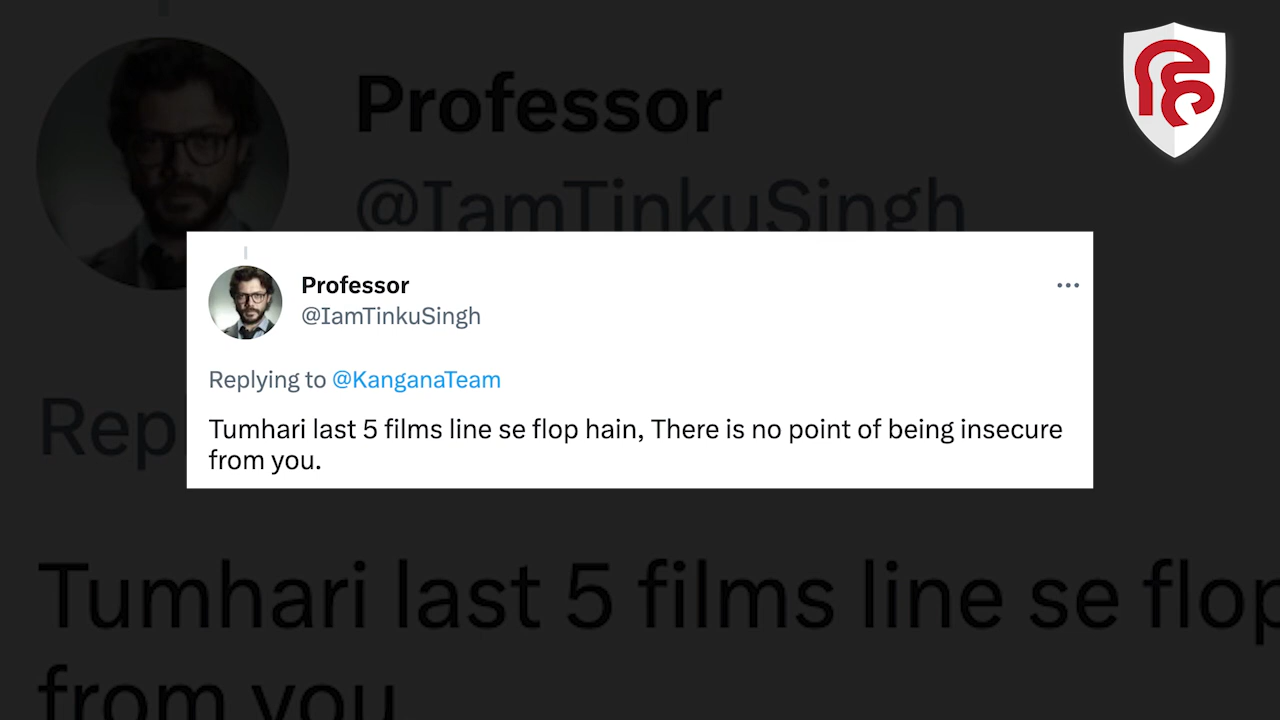 Professor
@IamTinkuSingh
Professor
@IamTinkuSingh
Replying to @KanganaTeam
Tumhari last 5 films line se flop hain, There is no point of being insecure
from you.
Rep
Tumhari last 5 films line se flop
from you